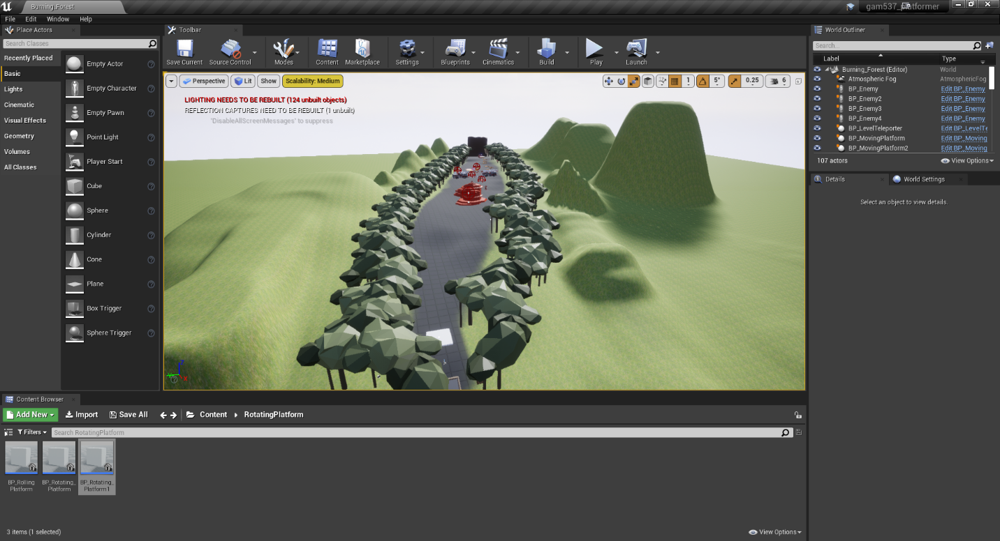 Burning_Forest
gam537_platformer
File Edit Window Help
Place Actors
Search Classes
Recently Placed
Basic
Lights
Cinematic
Visual Effects
Geometry
Volumes
All Classes
Empty Actor
Empty Character
Empty Pawn
Point Light
Player Start
Cube
Sphere
Cylinder
Cone
Plane
Box Trigger
Sphere Trigger
Toolbar
Save Current
Source Control
Modes
Content
Marketplace
Settings
Blueprints
Cinematics
Build
Play
Launch
Perspective
Lit
Show
Scalability: Medium
1
5°
0.25
6
LIGHTING NEEDS TO BE REBUILT (124 unbuilt objects)
REFLECTION CAPTURES NEED TO BE REBUILT (1 unbuilt)
'DisableAllScreenMessages' to suppress
World Outliner
Search...
Label Type
Burning_Forest (Editor) World
Atmospheric Fog AtmosphericFog
BP_Enemy Edit BP_Enemy
BP_Enemy2 Edit BP_Enemy
BP_Enemy3 Edit BP_Enemy
BP_Enemy4 Edit BP_Enemy
BP_LevelTeleporter Edit BP_LevelTe
BP_MovingPlatform Edit BP_Moving
BP_MovingPlatform2 Edit BP_Moving
107 actors
View Options
Details
World Settings
Select an object to view details.
Content Browser
Add New
Import
Save All
Content
RotatingPlatform
Filters
Search RotatingPlatform
BP_Rolling
Platform
BP_Rotating_
Platform
BP_Rotating_
Platform1
3 items (1 selected)
View Options